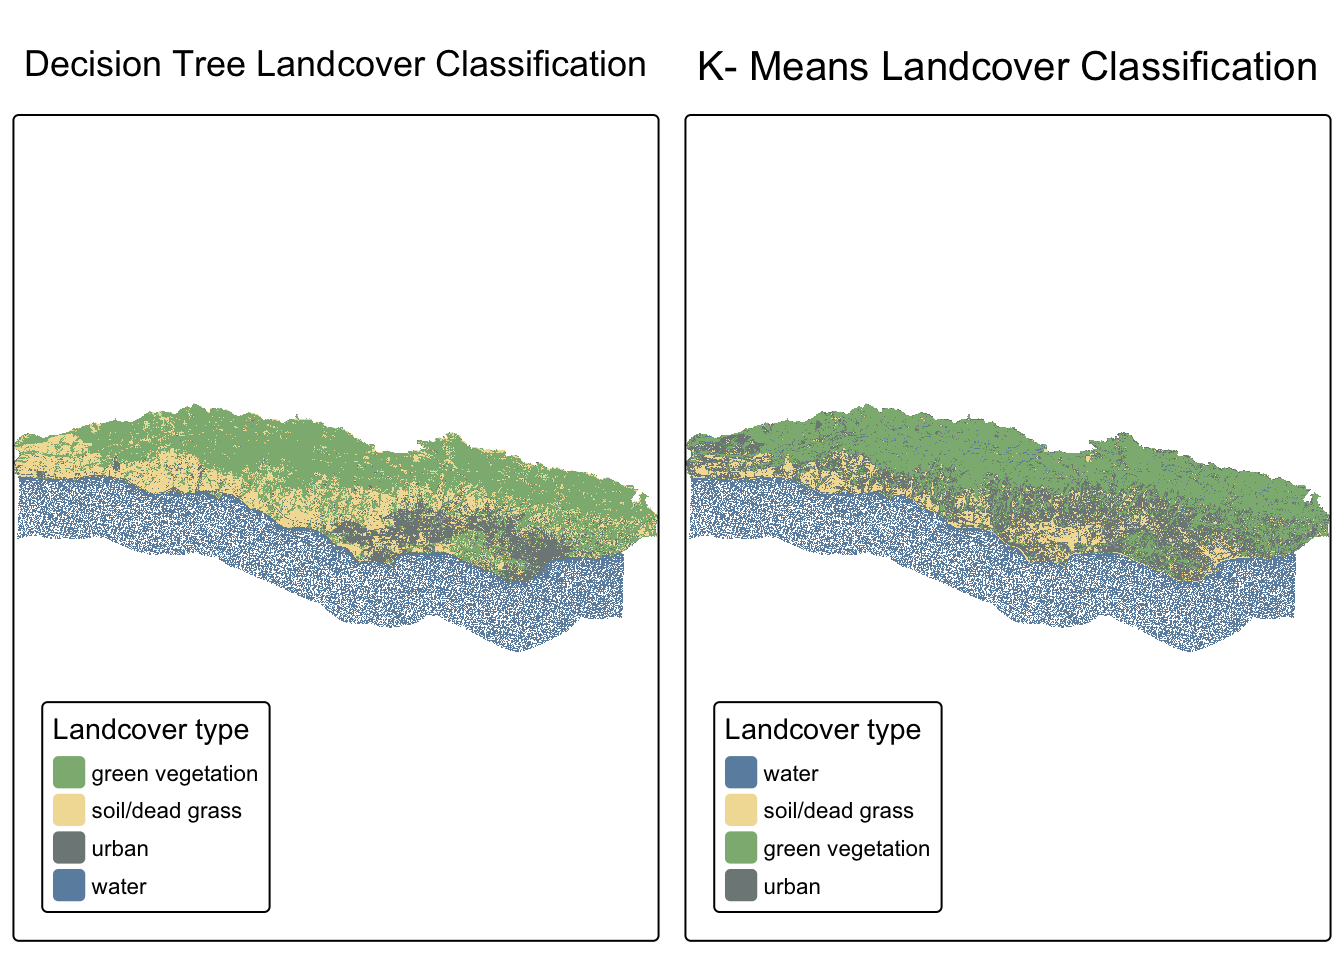 Decision Tree Landcover Classification
K- Means Landcover Classification
Landcover type
green vegetation
soil/dead grass
urban
water
Landcover type
water
soil/dead grass
green vegetation
urban